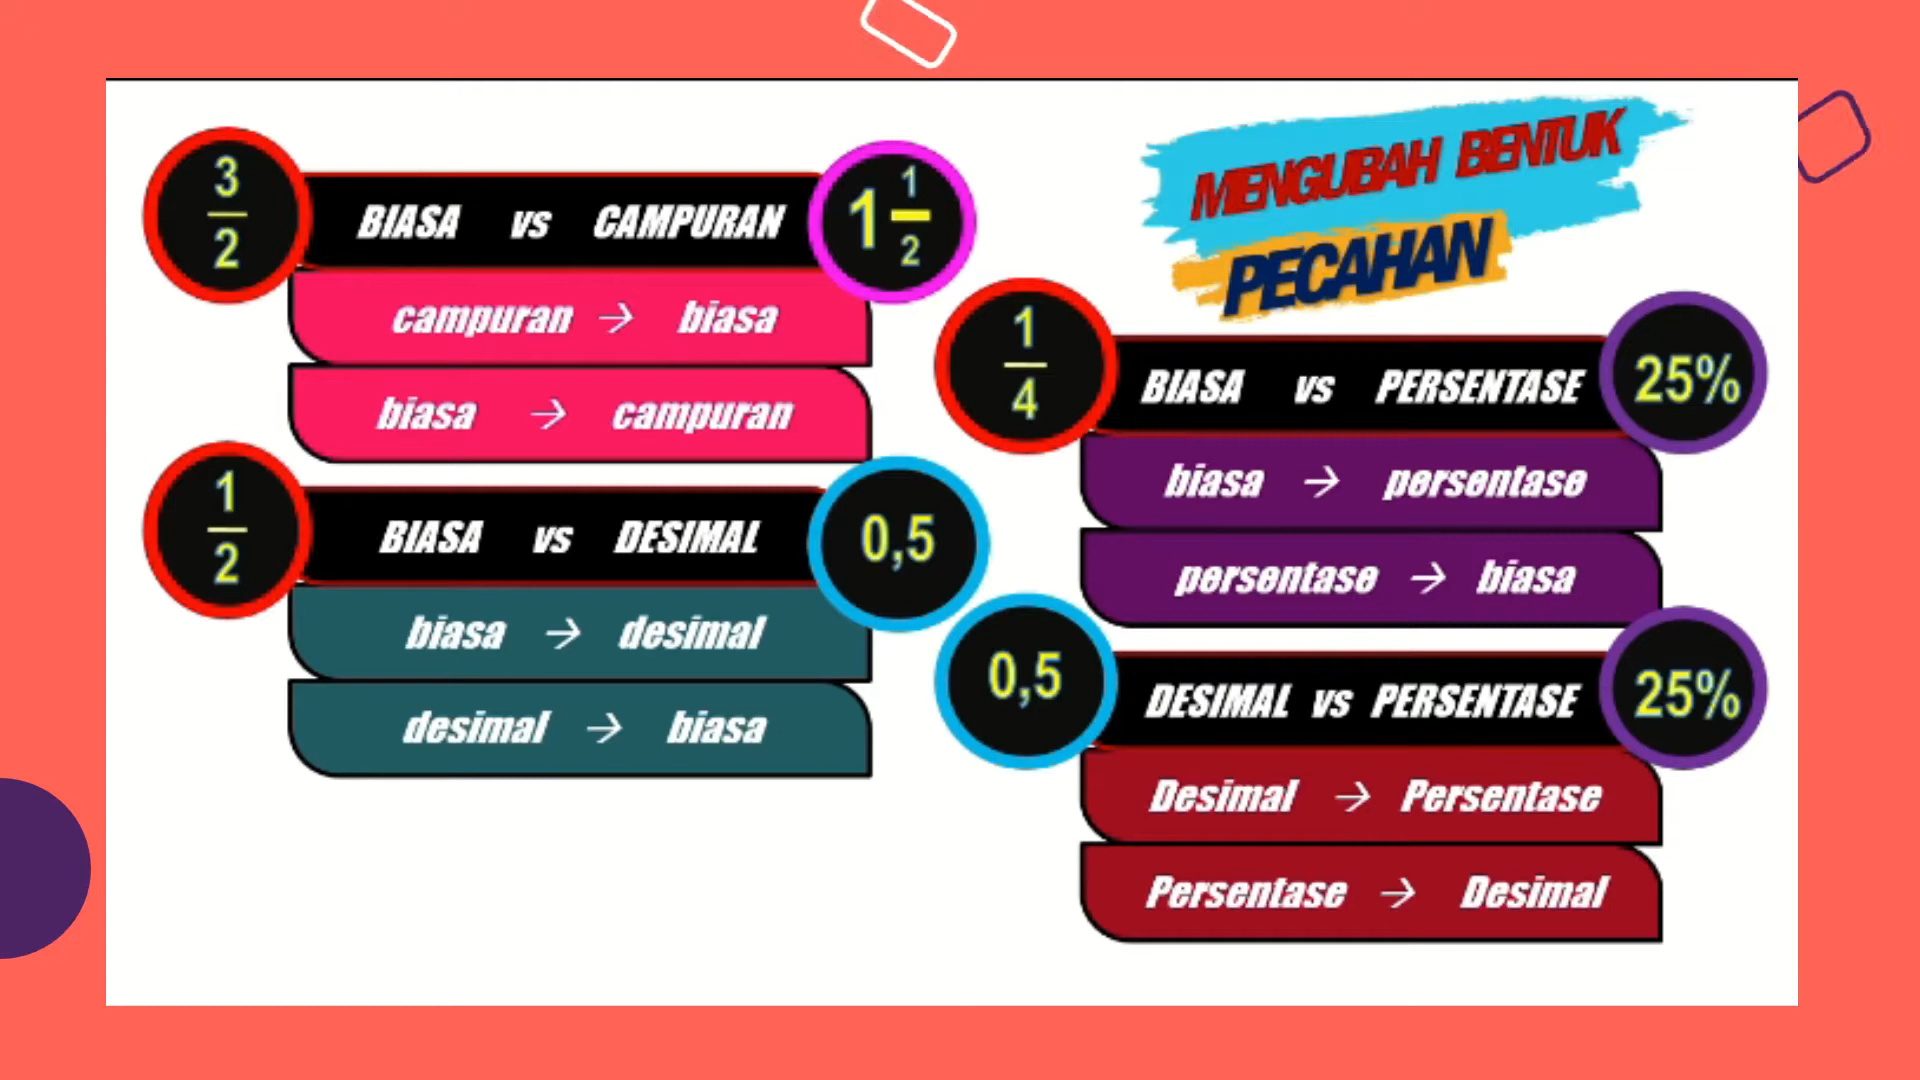 MENGUBAH BENTUK
PECAHAN
3
2
BIASA vs CAMPURAN
1 1
2
campuran → biasa
biasa → campuran
1
2
BIASA vs DESIMAL
0,5
biasa → desimal
desimal → biasa
1
4
BIASA vs PERSENTASE
25%
biasa → persentase
persentase → biasa
0,5
DESIMAL vs PERSENTASE
25%
Desimal → Persentase
Persentase → Desimal